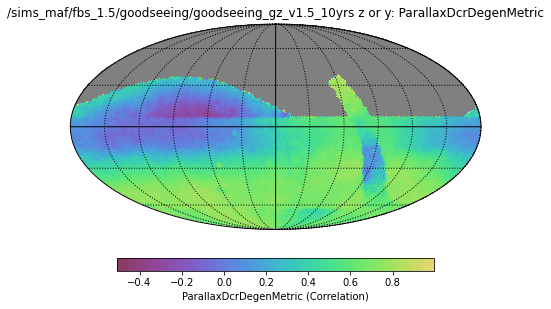 /sims_maf/fbs_1.5/goodseeing/goodseeing_gz_v1.5_10yrs z or y: ParallaxDcrDegenMetric
−0.4 −0.2 0.0 0.2 0.4 0.6 0.8
ParallaxDcrDegenMetric (Correlation)